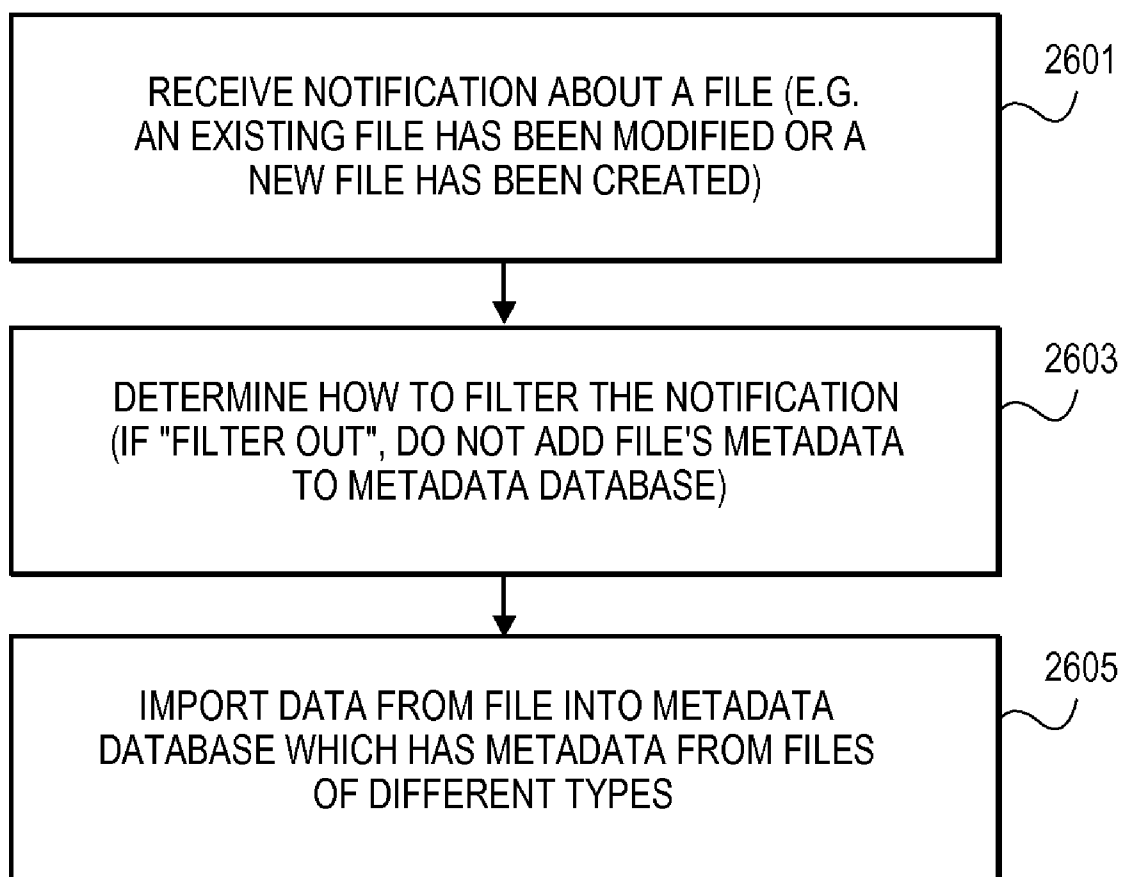 RECEIVE NOTIFICATION ABOUT A FILE (E.G.
AN EXISTING FILE HAS BEEN MODIFIED OR A
NEW FILE HAS BEEN CREATED)
2601
DETERMINE HOW TO FILTER THE NOTIFICATION
(IF "FILTER OUT", DO NOT ADD FILE'S METADATA
TO METADATA DATABASE)
2603
IMPORT DATA FROM FILE INTO METADATA
DATABASE WHICH HAS METADATA FROM FILES
OF DIFFERENT TYPES
2605